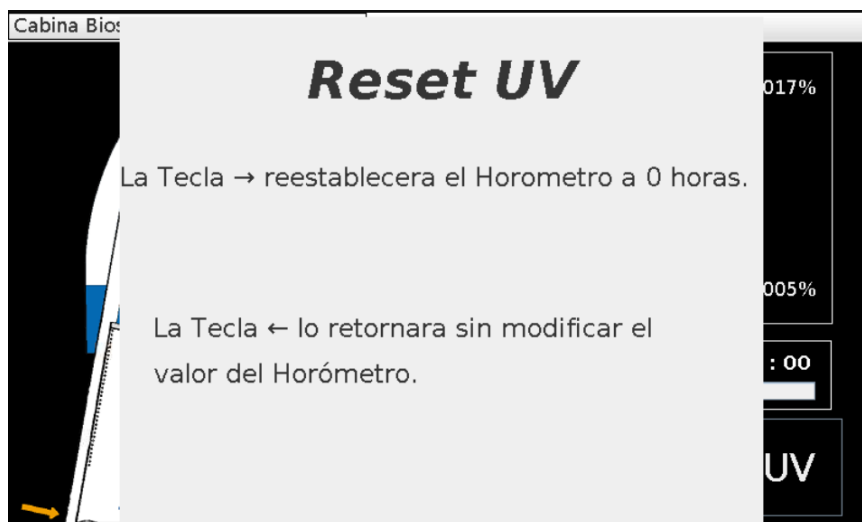 Cabina Bios
Reset UV
017%
La Tecla → reestablecera el Horometro a 0 horas.
005%
La Tecla ← lo retornara sin modificar el
valor del Horómetro.
: 00
UV